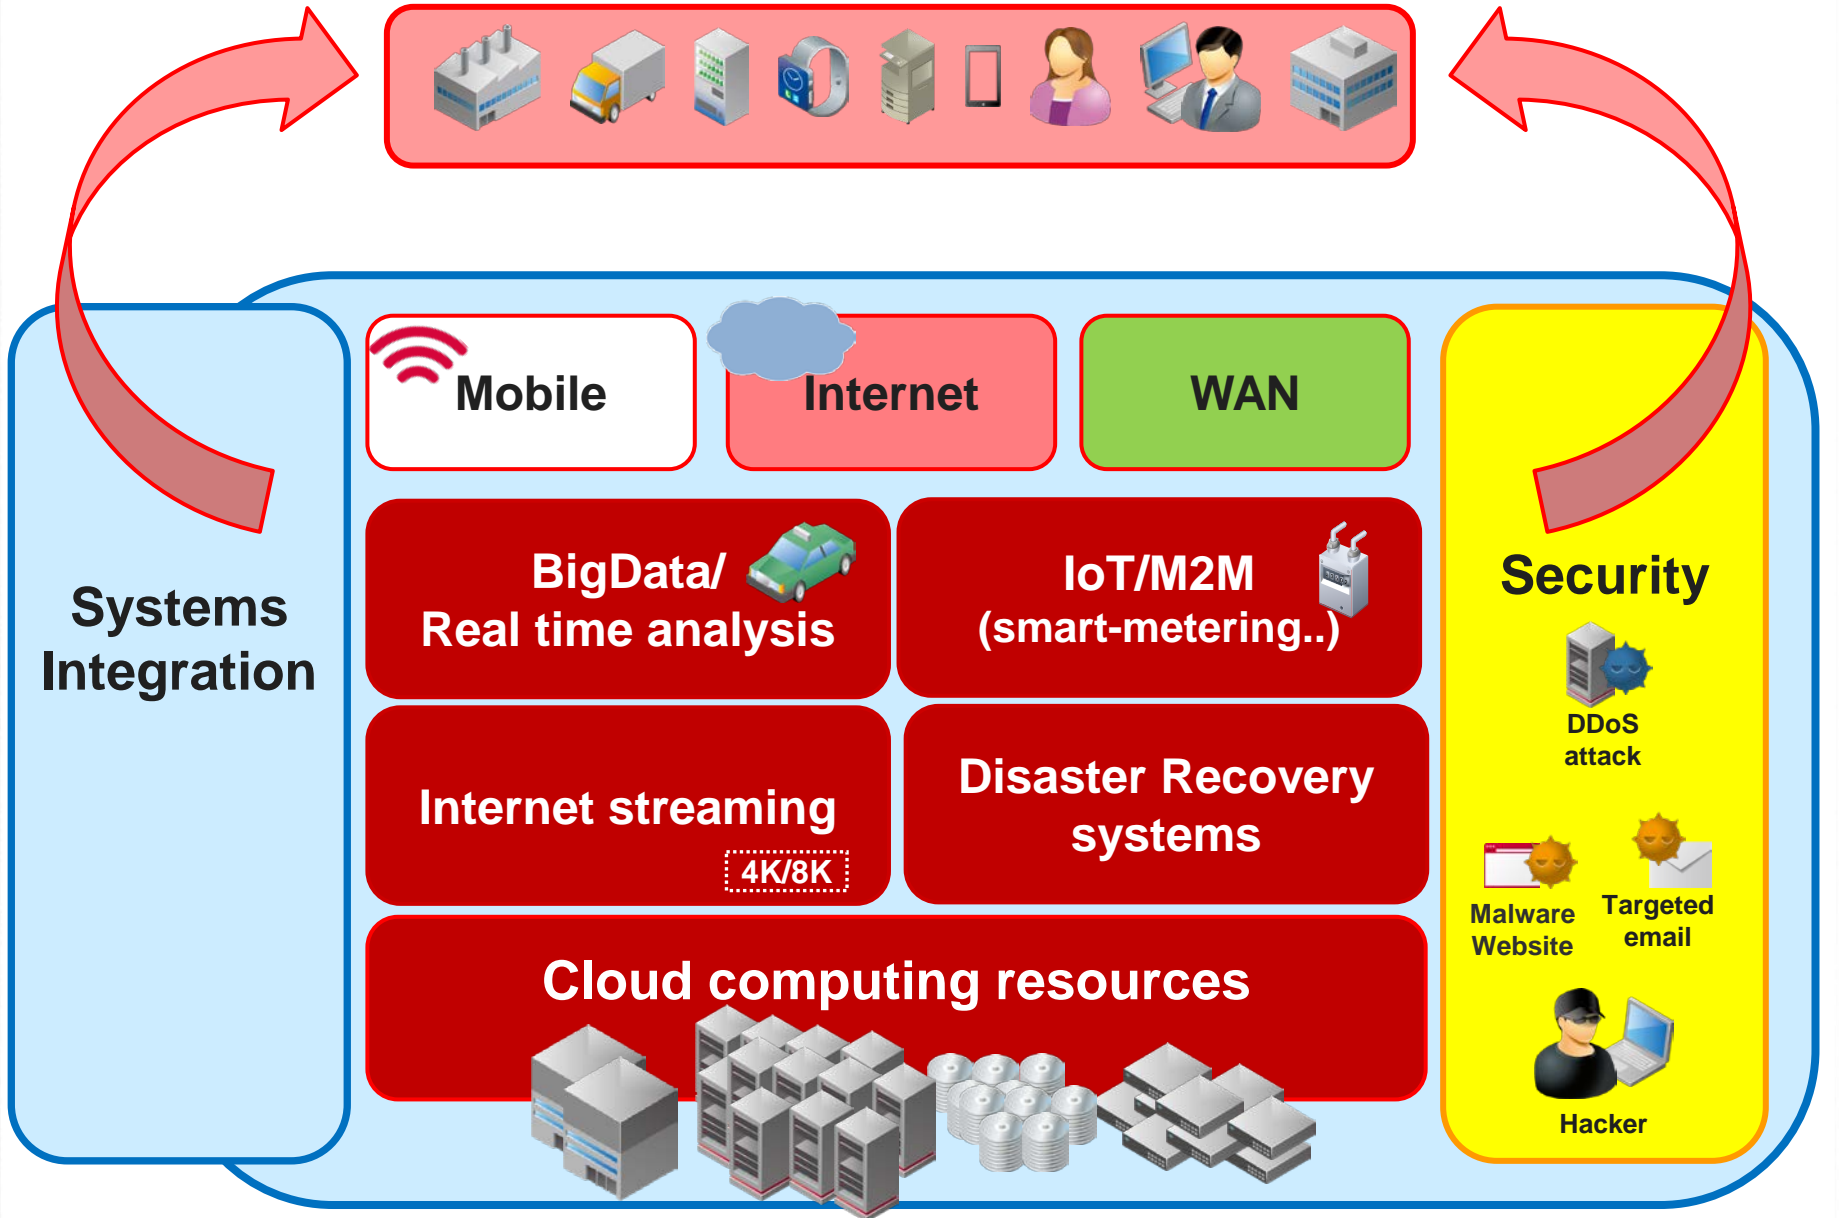 Mobile
Internet
WAN
Systems
Integration
BigData/
Real time analysis
IoT/M2M
(smart-metering..)
Internet streaming
4K/8K
Disaster Recovery
systems
Cloud computing resources
Security
DDoS
attack
Malware
Website
Targeted
email
Hacker